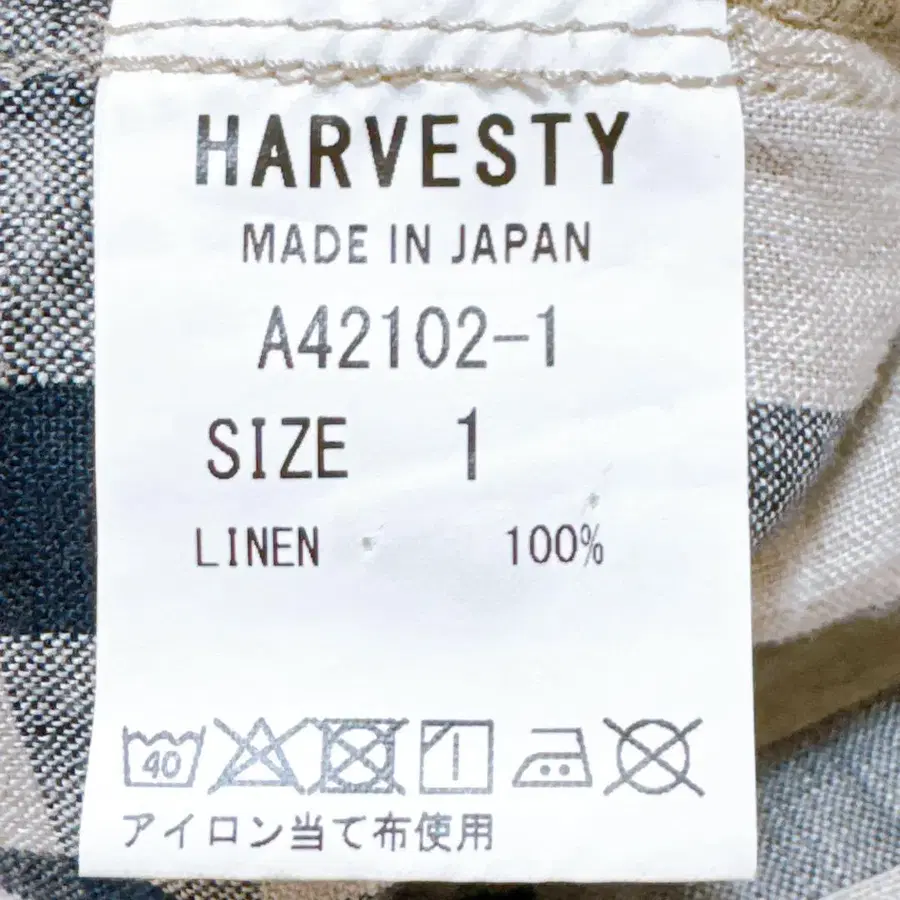 HARVESTY
MADE IN JAPAN
A42102-1
SIZE 1
LINEN 100%
40
アイロン当て布使用